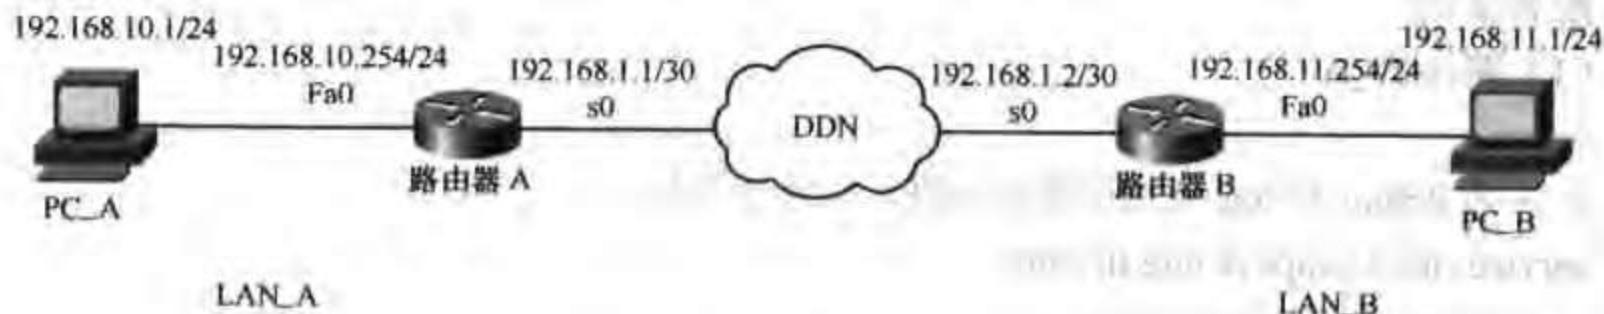 192.168.10.1/24
192.168.10.254/24
Fa0
192.168.1.1/30
s0
DDN
192.168.1.2/30
s0
192.168.11.254/24
Fa0
192.168.11.1/24
路由器 A
路由器 B
PC_A
PC_B
LAN_A
LAN_B